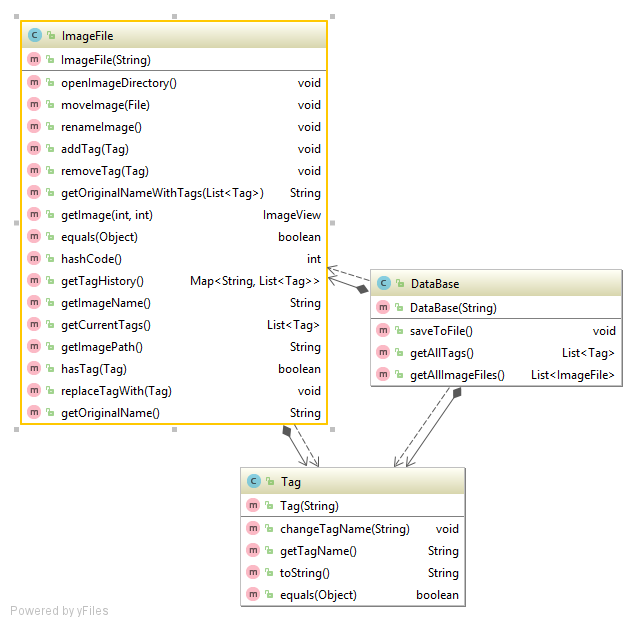 C ImageFile
m ImageFile(String)
m openImageDirectory() void
m moveImage(File) void
m renameImage() void
m addTag(Tag) void
m removeTag(Tag) void
m getOriginalNameWithTags(List<Tag>) String
m getImage(int, int) ImageView
m equals(Object) boolean
m hashCode() int
m getTagHistory() Map<String, List<Tag>>
m getImageName() String
m getCurrentTags() List<Tag>
m getImagePath() String
m hasTag(Tag) boolean
m replaceTagWith(Tag) void
m getOriginalName() String
C DataBase
m DataBase(String)
m saveToFile() void
m getAllTags() List<Tag>
m getAllImageFiles() List<ImageFile>
C Tag
m Tag(String)
m changeTagName(String) void
m getTagName() String
m toString() String
m equals(Object) boolean
Powered by yFiles